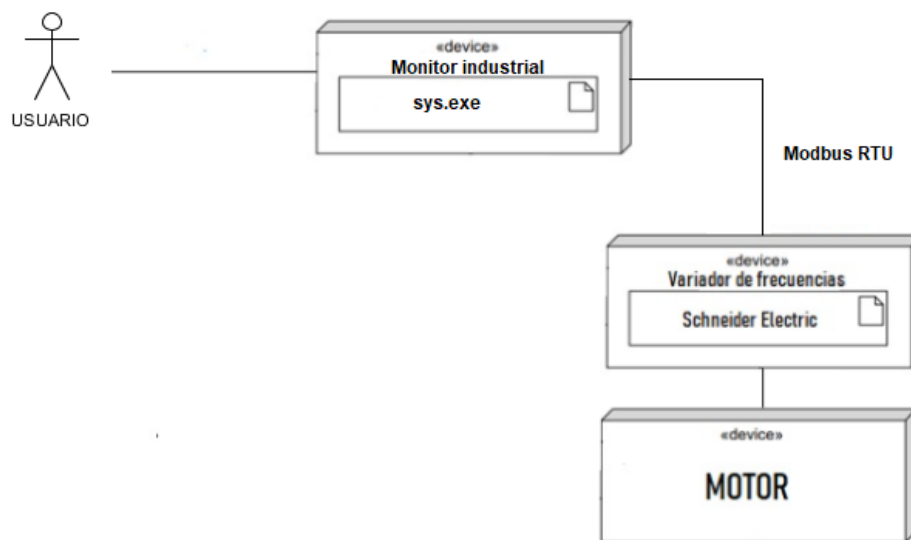 USUARIO
«device»
Monitor industrial
sys.exe
Modbus RTU
«device»
Variador de frecuencias
Schneider Electric
«device»
MOTOR